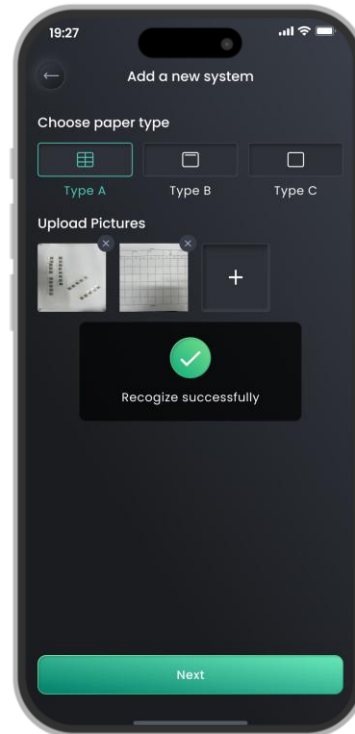 19:27
Add a new system
Choose paper type
Type A Type B Type C
Upload Pictures
Recogize successfully
Next